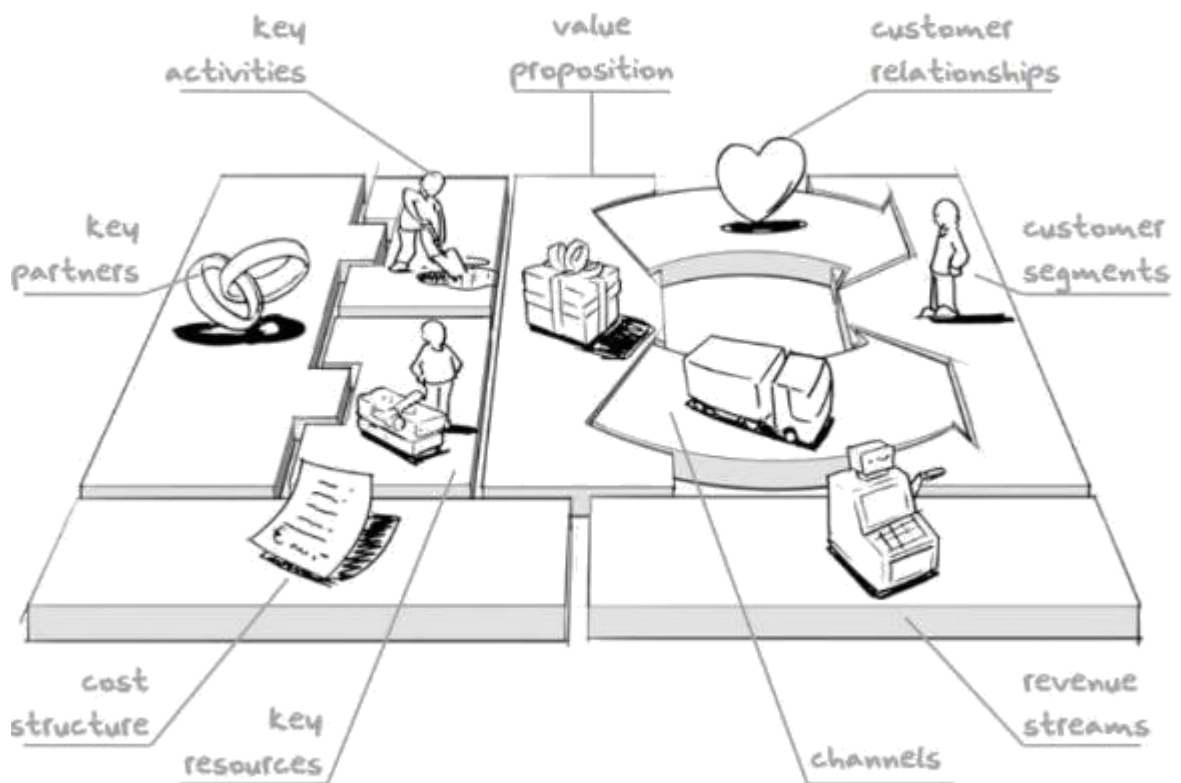 key
activities
value
proposition
customer
relationships
key
partners
customer
segments
cost
structure
key
resources
channels
revenue
streams